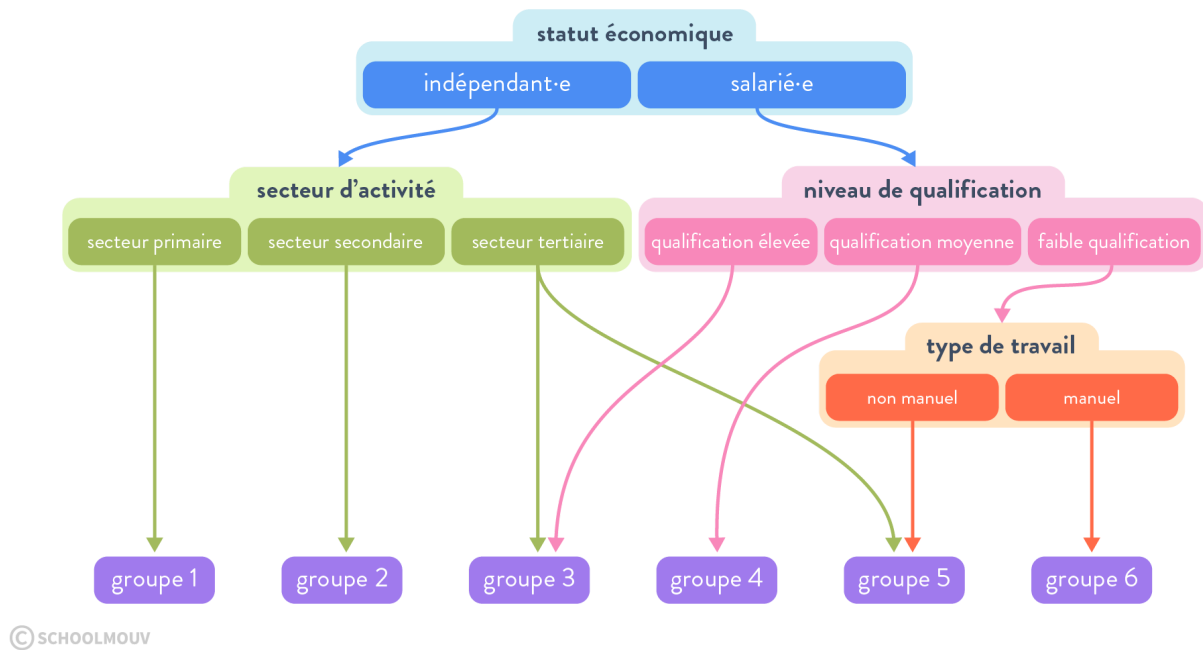 statut économique
indépendant·e
salarié·e
secteur d'activité
niveau de qualification
secteur primaire
secteur secondaire
secteur tertiaire
qualification élevée
qualification moyenne
faible qualification
type de travail
non manuel
manuel
groupe 1
groupe 2
groupe 3
groupe 4
groupe 5
groupe 6
© SCHOOLMOUV